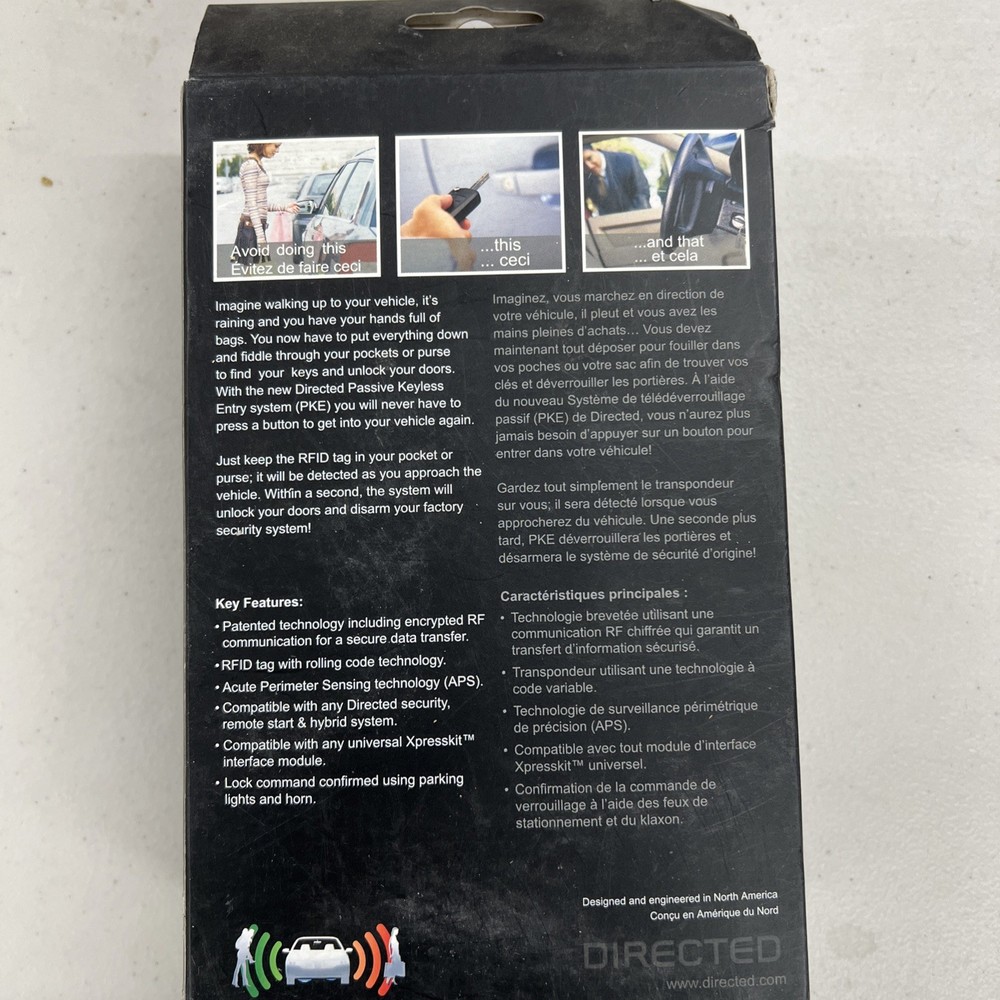 Avoid doing this
Évitez de faire ceci
...this
... ceci
...and that
... et cela
Imagine walking up to your vehicle, it's
raining and you have your hands full of
bags. You now have to put everything down
and fiddle through your pockets or purse
to find your keys and unlock your doors.
With the new Directed Passive Keyless
Entry system (PKE) you will never have to
press a button to get into your vehicle again.
Just keep the RFID tag in your pocket or
purse; it will be detected as you approach the
vehicle. Within a second, the system will
unlock your doors and disarm your factory
security system!
Key Features:
• Patented technology including encrypted RF
communication for a secure data transfer.
• RFID tag with rolling code technology.
• Acute Perimeter Sensing technology (APS).
• Compatible with any Directed security,
remote start & hybrid system.
• Compatible with any universal Xpresskit™
interface module.
• Lock command confirmed using parking
lights and horn.
Imaginez, vous marchez en direction de
votre véhicule, il pleut et vous avez les
mains pleines d'achats... Vous devez
maintenant tout déposer pour fouiller dans
vos poches ou votre sac afin de trouver vos
clés et déverrouiller les portières. À l'aide
du nouveau Système de télédéverrouillage
passif (PKE) de Directed, vous n'aurez plus
jamais besoin d'appuyer sur un bouton pour
entrer dans votre véhicule!
Gardez tout simplement le transpondeur
sur vous; il sera détecté lorsque vous
approcherez du véhicule. Une seconde plus
tard, PKE déverrouillera les portières et
désarmera le système de sécurité d'origine!
Caractéristiques principales :
• Technologie brevetée utilisant une
communication RF chiffrée qui garantit un
transfert d'information sécurisé.
• Transpondeur utilisant une technologie à
code variable.
• Technologie de surveillance périmétrique
de précision (APS).
• Compatible avec tout module d'interface
Xpresskit™ universel.
• Confirmation de la commande de
verrouillage à l'aide des feux de
stationnement et du klaxon.
Designed and engineered in North America
Conçu en Amérique du Nord
DIRECTED
www.directed.com